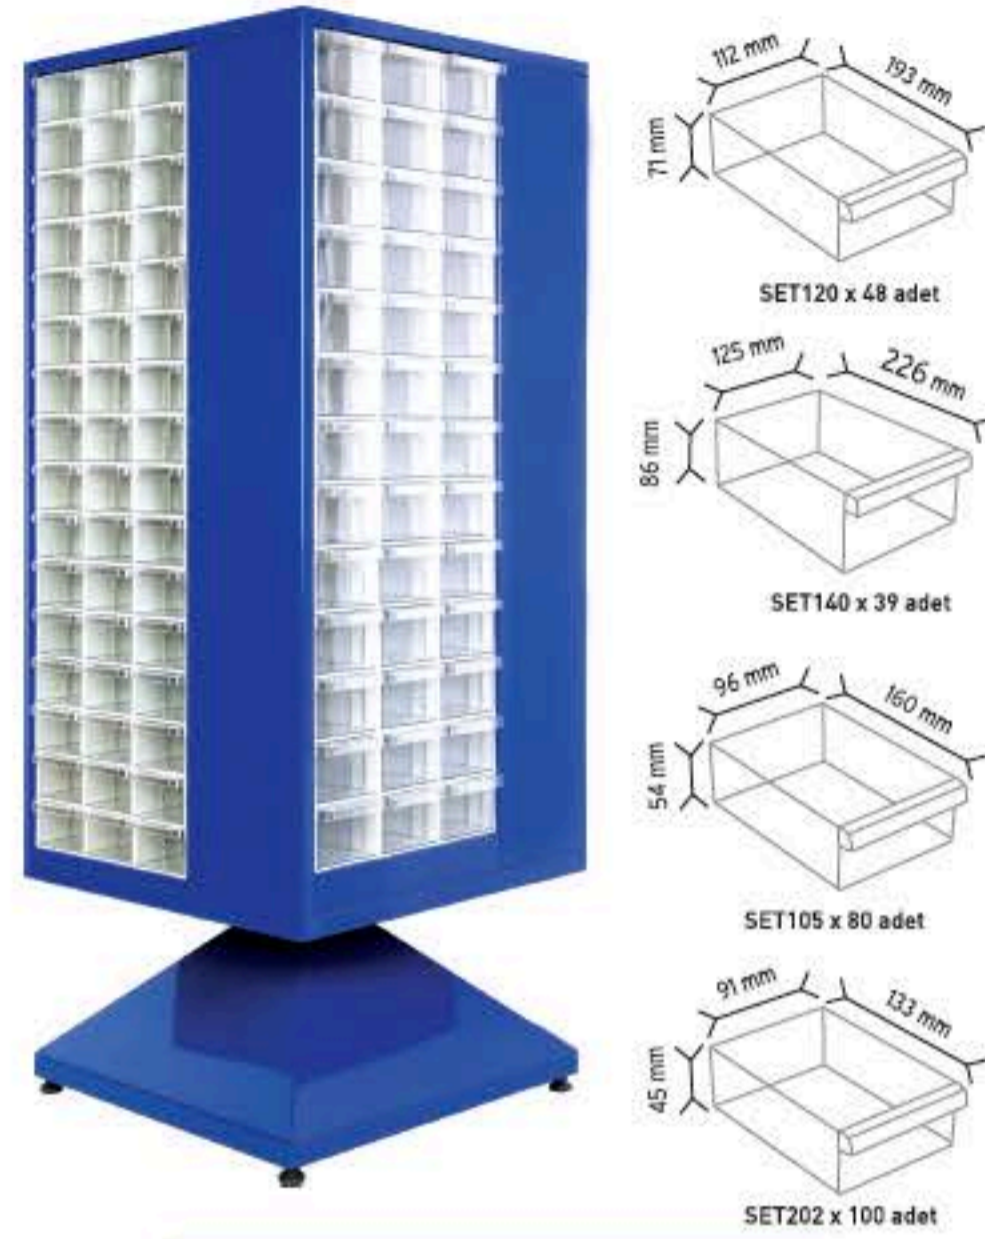 112 mm
193 mm
71 mm
SET120 x 48 adet
125 mm
226 mm
86 mm
SET140 x 39 adet
96 mm
160 mm
54 mm
SET105 x 80 adet
91 mm
133 mm
45 mm
SET202 x 100 adet